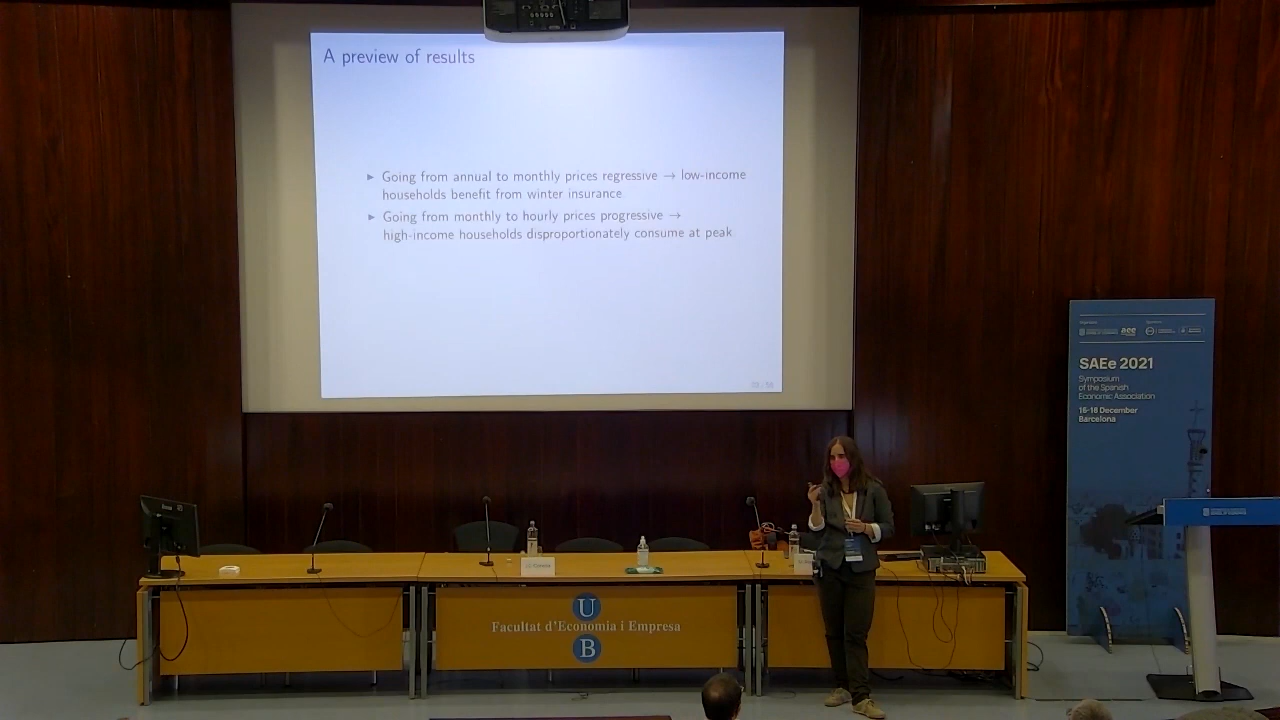 A preview of results
▶ Going from annual to monthly prices regressive → low-income
households benefit from winter insurance
▶ Going from monthly to hourly prices progressive →
high-income households disproportionately consume at peak
SAEe 2021
Symposium
of the Spanish
Economic Association
16-18 December
Barcelona
U
Facultat d'Economia i Empresa
B